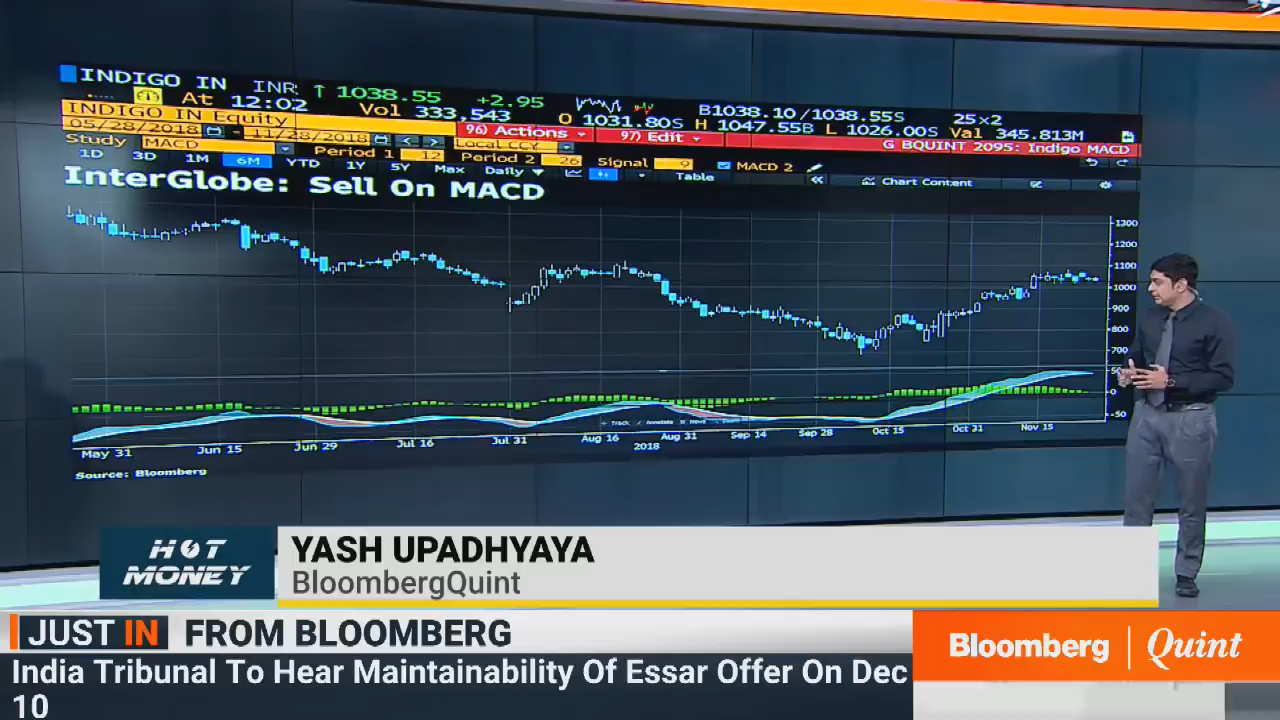 INDIGO IN INR ↑ 1038.55 +2.95 B1038.10/1038.55S 25×2
At 12:02 Vol 333,543 O 1031.80S H 1047.55B L 1026.00S Val 345.813M
INDIGO IN Equity 96) Actions 97) Edit G BQUINT 2095: Indigo MACD
05/28/2018 - 11/28/2018 Local CCY
Study MACD Period 1 12 Period 2 26 Signal 9 MACD 2
1D 3D 1M 6M YTD 1Y 5Y Max Daily ▼ Table « Chart Content
InterGlobe: Sell On MACD
1300
1200
1100
1000
900
800
700
50
0
-50
Track Annotate News Zoom
May 31 Jun 15 Jun 29 Jul 16 Jul 31 Aug 16 Aug 31 Sep 14 Sep 28 Oct 15 Oct 31 Nov 15
2018
Source: Bloomberg
HOT
MONEY
YASH UPADHYAYA
BloombergQuint
JUST IN FROM BLOOMBERG
India Tribunal To Hear Maintainability Of Essar Offer On Dec
10
Bloomberg | Quint